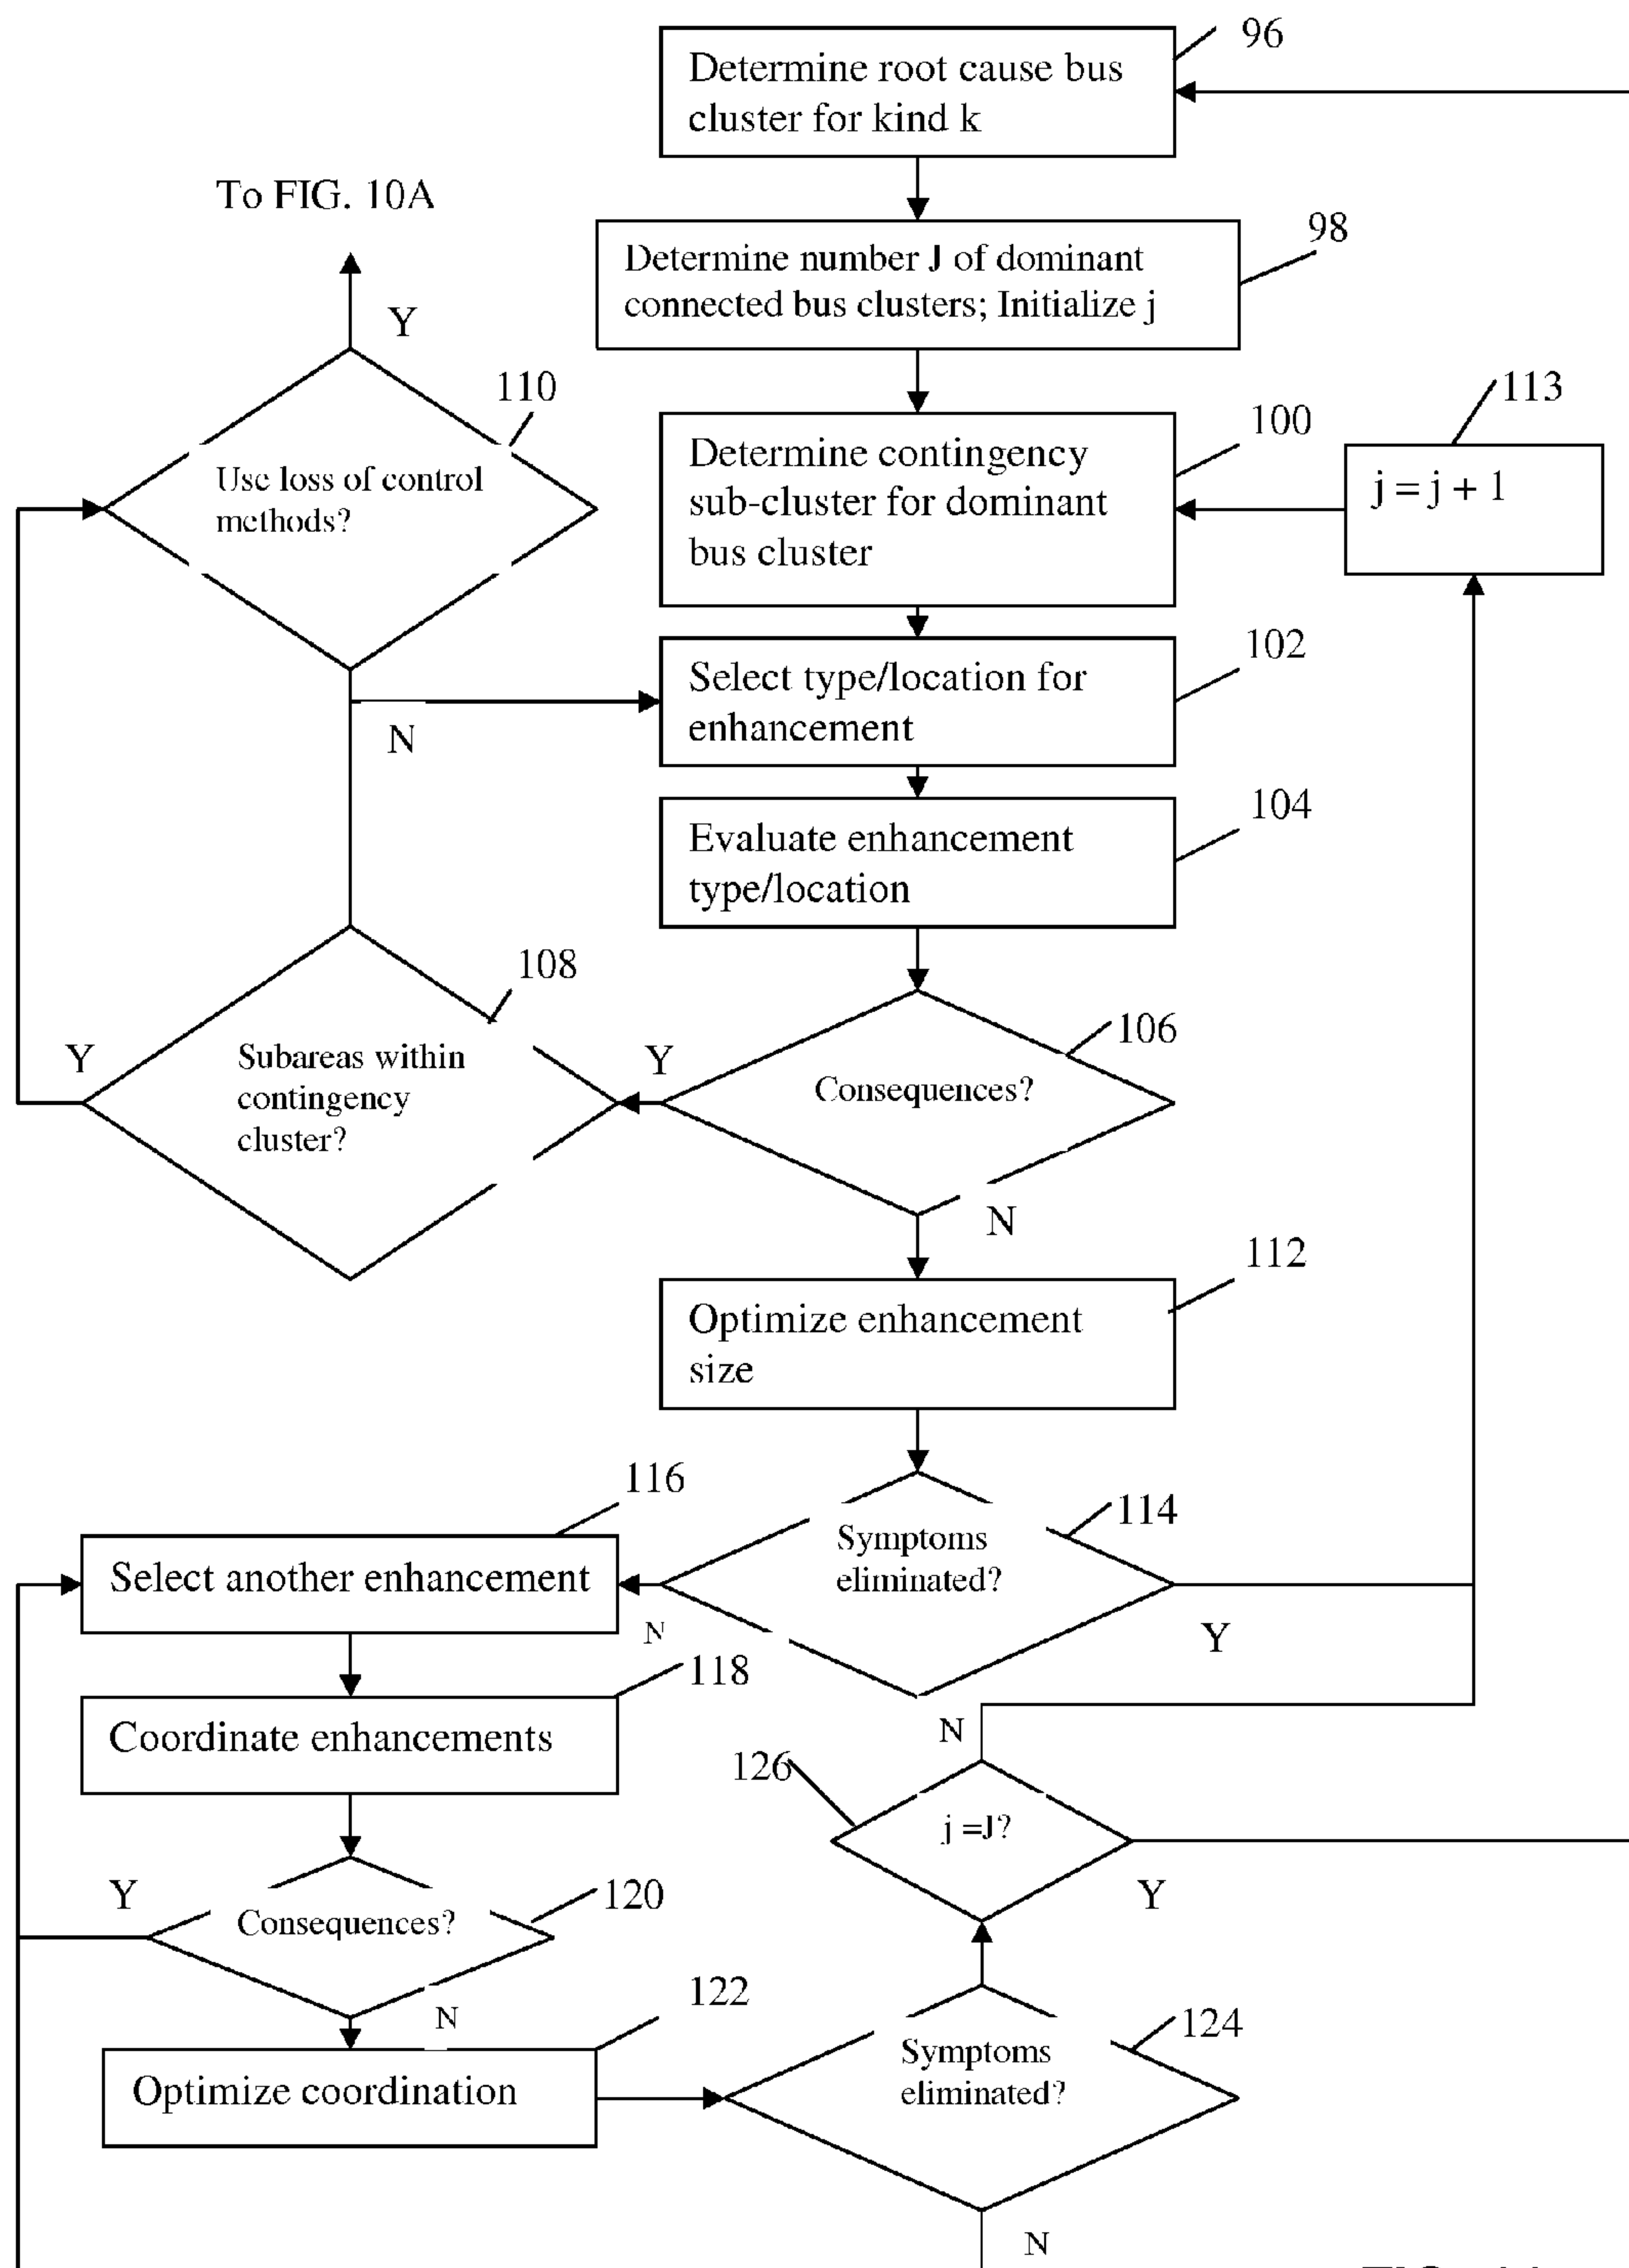 96
Determine root cause bus
cluster for kind k
To FIG. 10A
98
Determine number J of dominant
connected bus clusters; Initialize j
Y
110
Use loss of control
methods?
100
Determine contingency
sub-cluster for dominant
bus cluster
113
j = j + 1
102
Select type/location for
enhancement
N
104
Evaluate enhancement
type/location
108
Subareas within
contingency
cluster?
Y
Y
106
Consequences?
N
112
Optimize enhancement
size
116
Select another enhancement
114
Symptoms
eliminated?
N
Y
118
Coordinate enhancements
N
126
j =J?
Y
Y
120
Consequences?
N
122
Optimize coordination
124
Symptoms
eliminated?
N